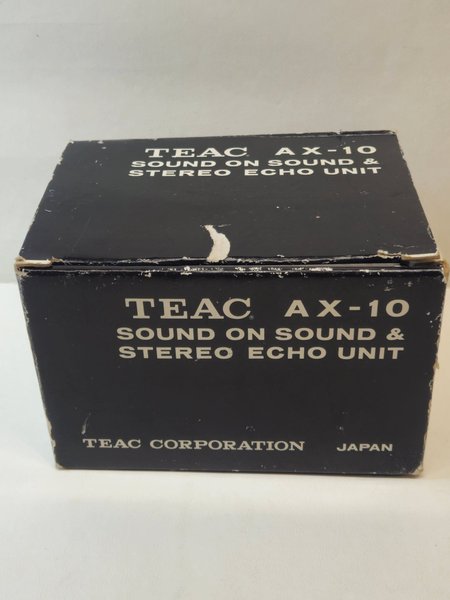 TEAC AX-10
SOUND ON SOUND &
STEREO ECHO UNIT
TEAC AX-10
SOUND ON SOUND &
STEREO ECHO UNIT
TEAC CORPORATION JAPAN